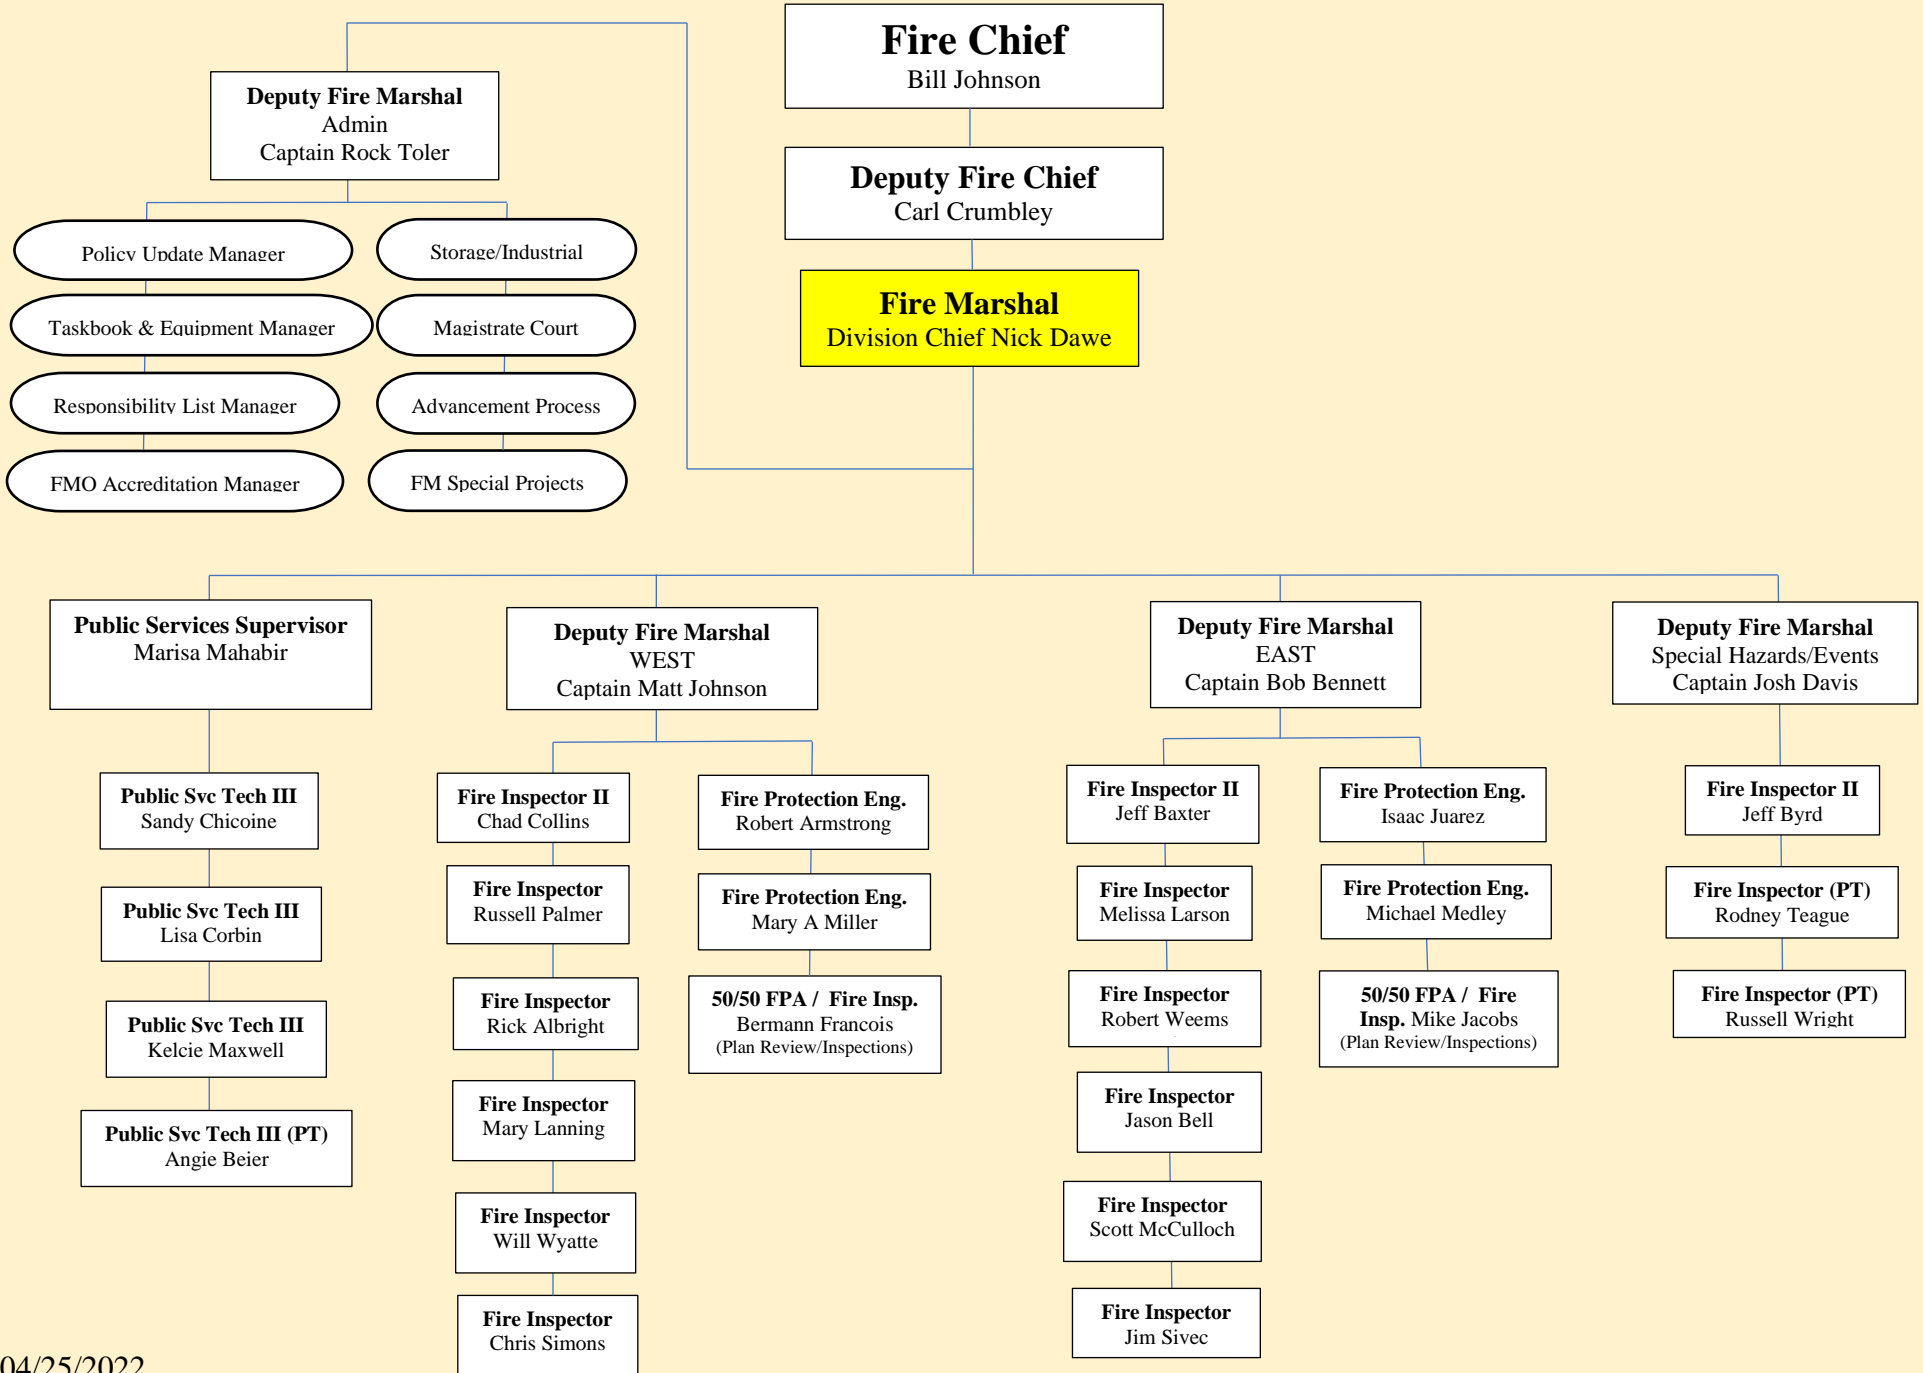 Fire Chief
Bill Johnson
Deputy Fire Marshal
Admin
Captain Rock Toler
Deputy Fire Chief
Carl Crumbley
Policy Update Manager
Storage/Industrial
Fire Marshal
Division Chief Nick Dawe
Taskbook & Equipment Manager
Magistrate Court
Responsibility List Manager
Advancement Process
FMO Accreditation Manager
FM Special Projects
Public Services Supervisor
Marisa Mahabir
Deputy Fire Marshal
WEST
Captain Matt Johnson
Deputy Fire Marshal
EAST
Captain Bob Bennett
Deputy Fire Marshal
Special Hazards/Events
Captain Josh Davis
Public Svc Tech III
Sandy Chicoine
Public Svc Tech III
Lisa Corbin
Public Svc Tech III
Kelcie Maxwell
Public Svc Tech III (PT)
Angie Beier
Fire Inspector II
Chad Collins
Fire Inspector
Russell Palmer
Fire Inspector
Rick Albright
Fire Inspector
Mary Lanning
Fire Inspector
Will Wyatte
Fire Inspector
Chris Simons
Fire Protection Eng.
Robert Armstrong
Fire Protection Eng.
Mary A Miller
50/50 FPA / Fire Insp.
Bermann Francois
(Plan Review/Inspections)
Fire Inspector II
Jeff Baxter
Fire Inspector
Melissa Larson
Fire Inspector
Robert Weems
Fire Inspector
Jason Bell
Fire Inspector
Scott McCulloch
Fire Inspector
Jim Sivec
Fire Protection Eng.
Isaac Juarez
Fire Protection Eng.
Michael Medley
50/50 FPA / Fire
Insp. Mike Jacobs
(Plan Review/Inspections)
Fire Inspector II
Jeff Byrd
Fire Inspector (PT)
Rodney Teague
Fire Inspector (PT)
Russell Wright
04/25/2022